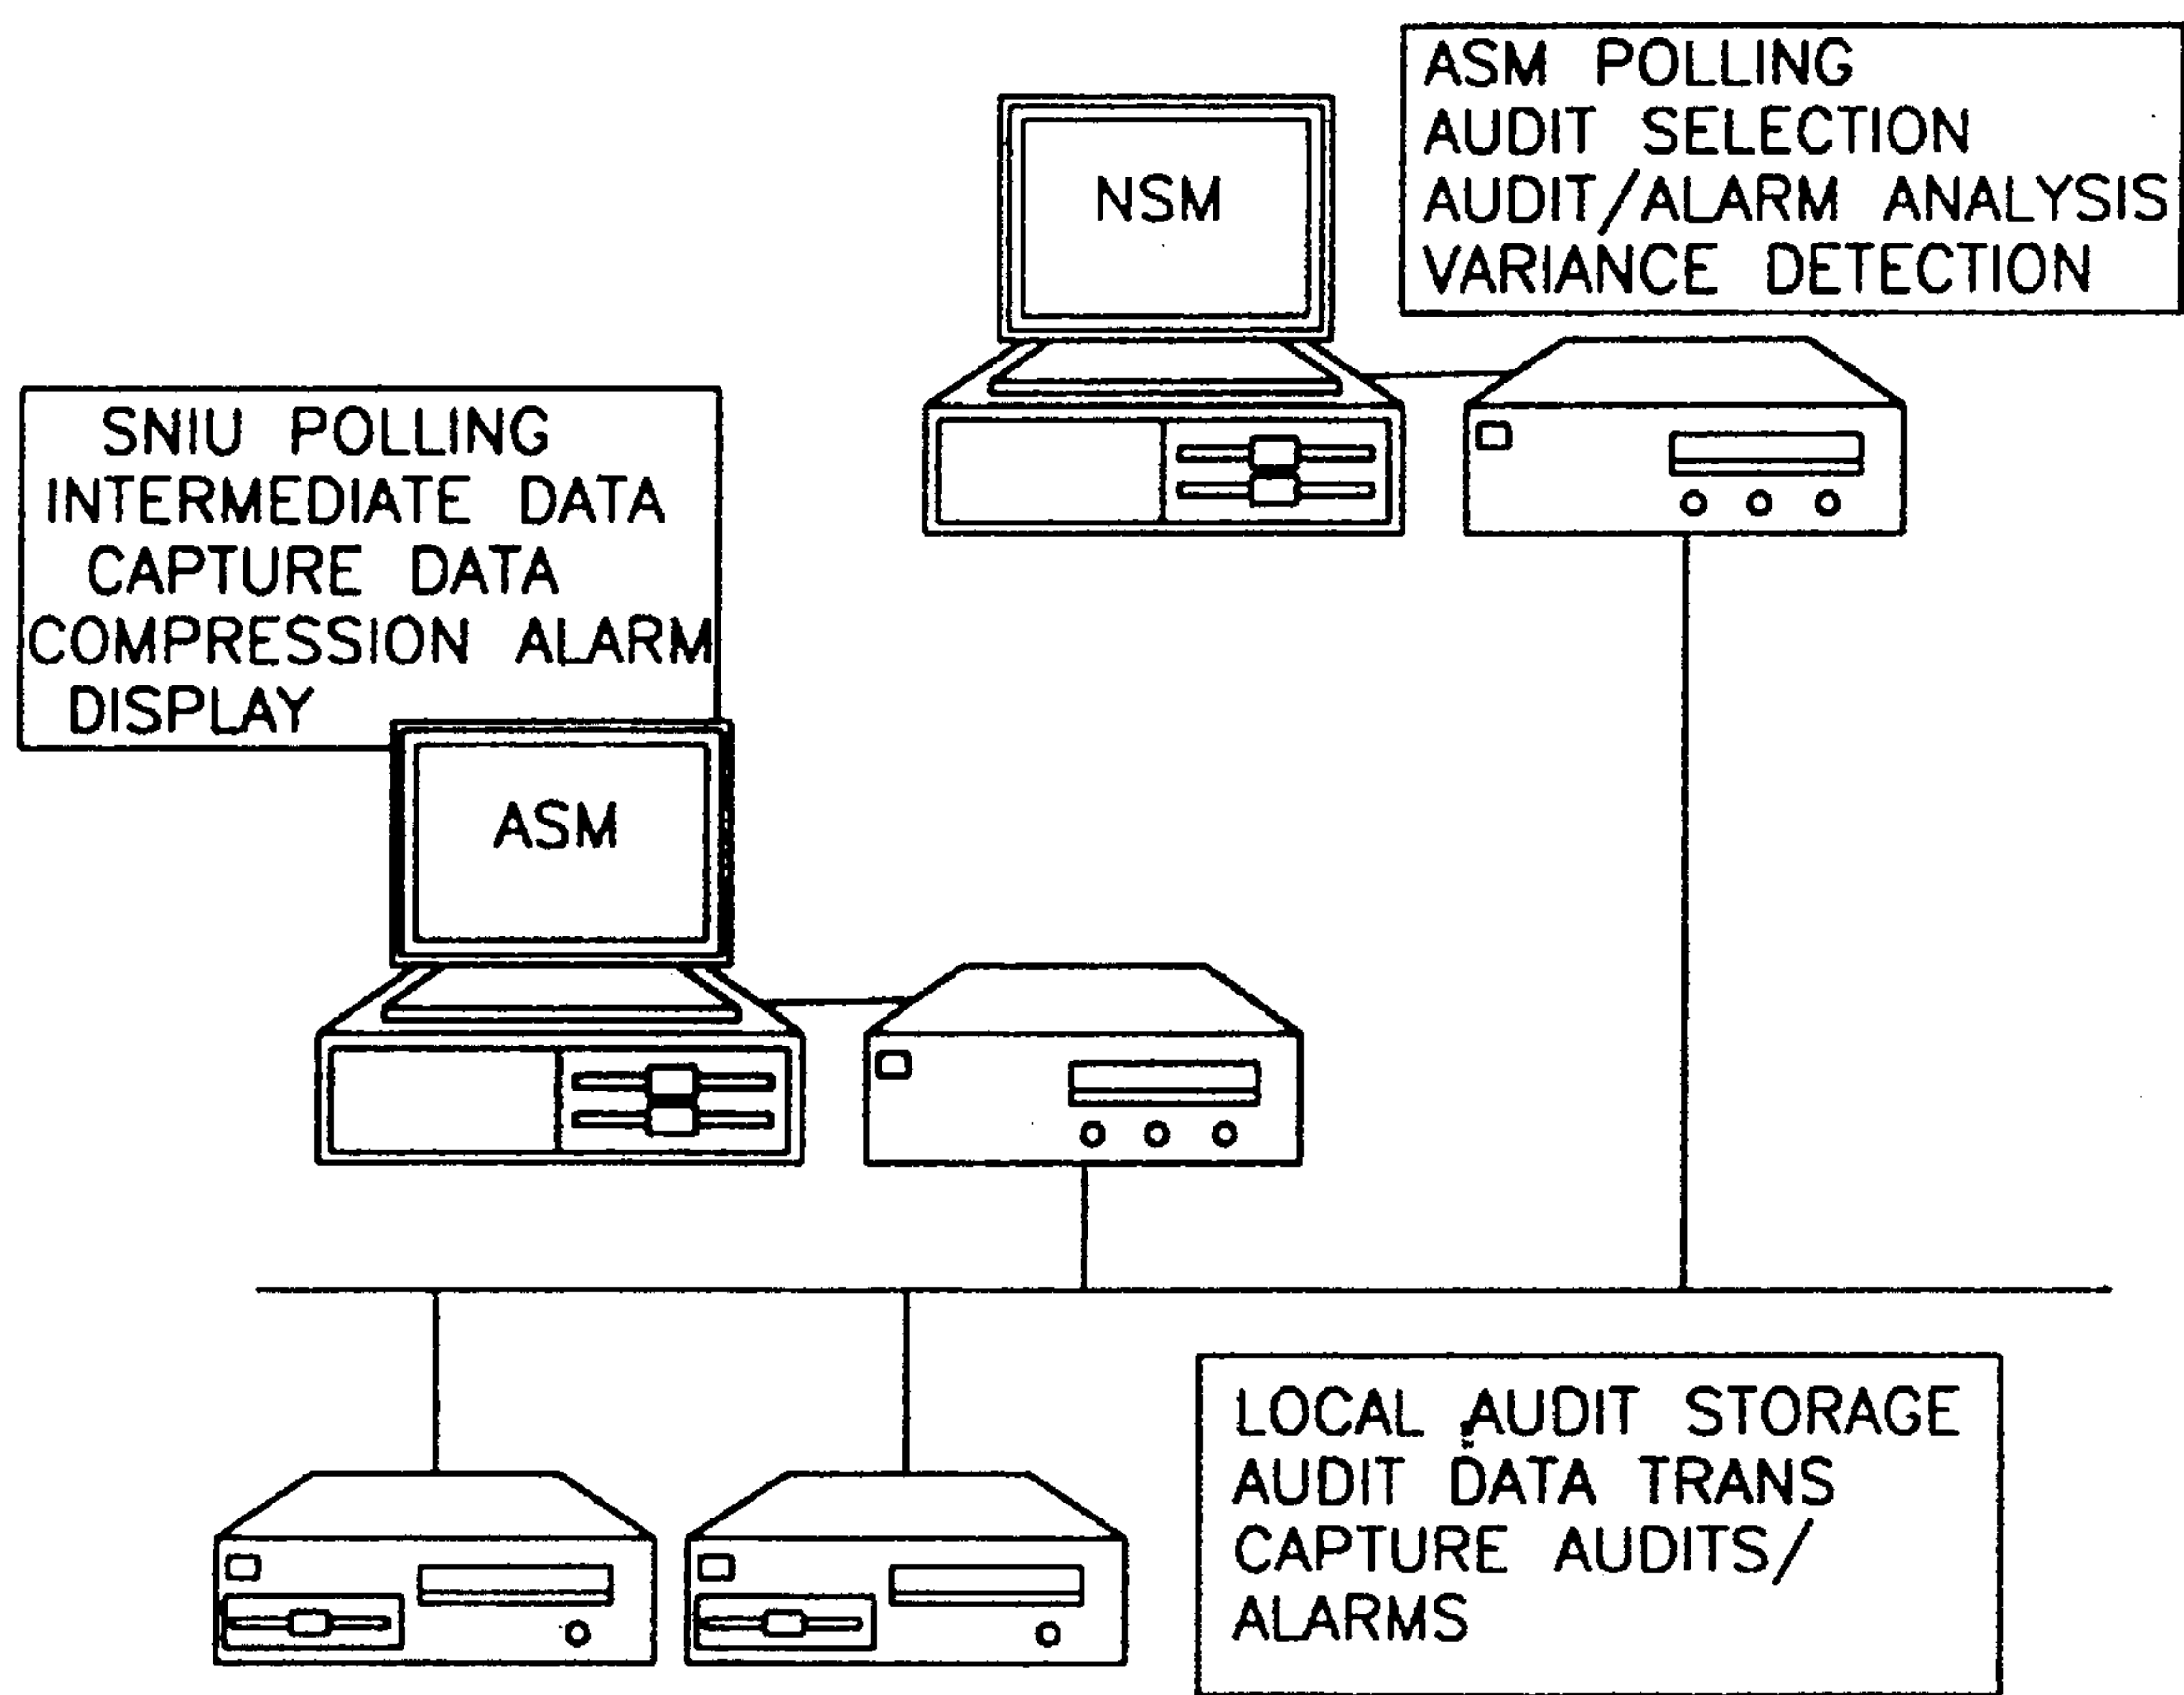 ASM POLLING
AUDIT SELECTION
AUDIT/ALARM ANALYSIS
VARIANCE DETECTION
NSM
SNIU POLLING
INTERMEDIATE DATA
CAPTURE DATA
COMPRESSION ALARM
DISPLAY
ASM
LOCAL AUDIT STORAGE
AUDIT DATA TRANS
CAPTURE AUDITS/
ALARMS